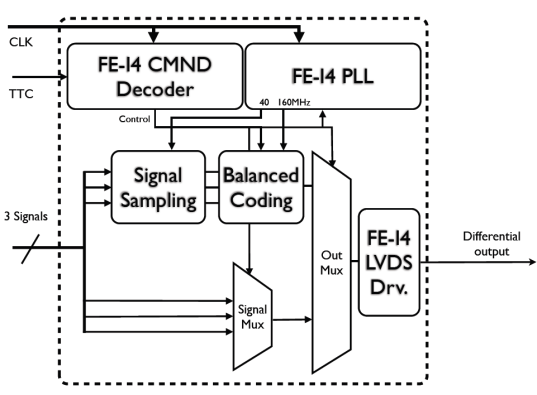 CLK
FE-I4 CMND
Decoder
FE-I4 PLL
TTC
40 160MHz
Control
Signal
Sampling
Balanced
Coding
3 Signals
Out
Mux
FE-I4
LVDS
Drv.
Differential
output
Signal
Mux